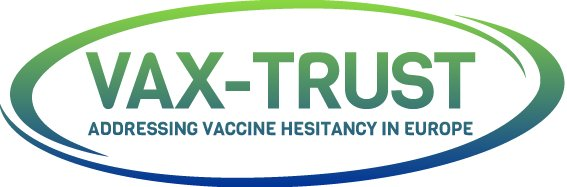 VAX-TRUST
ADDRESSING VACCINE HESITANCY IN EUROPE